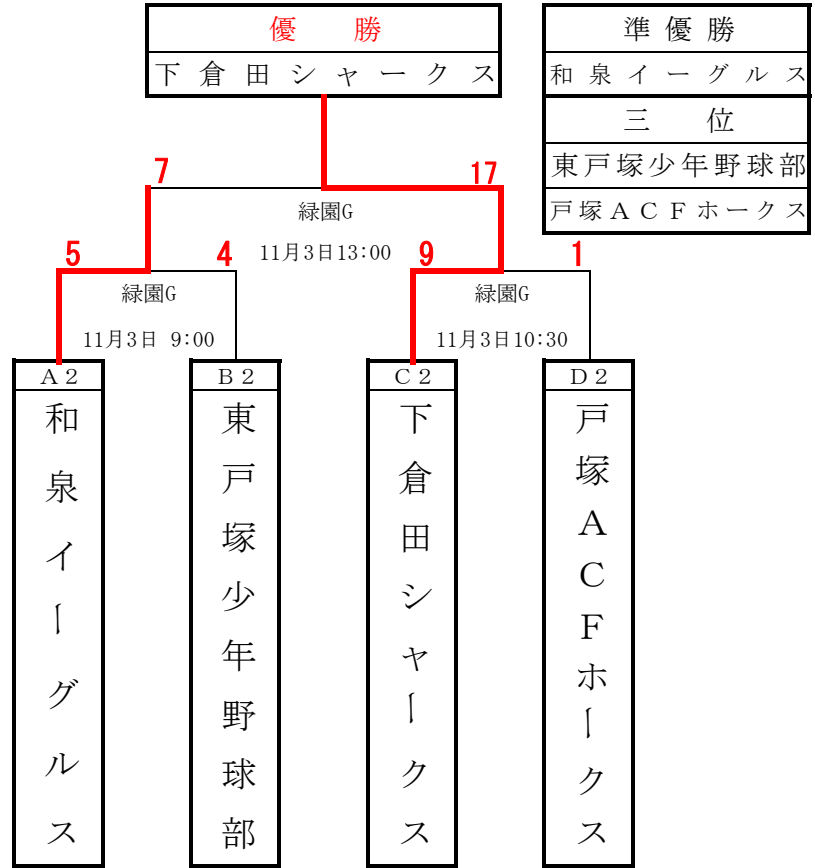 優　勝
下倉田シャークス
準優勝
和泉イーグルス
三　位
東戸塚少年野球部
戸塚ＡＣＦホークス
7
17
緑園G
11月3日13:00
5
4
9
1
緑園G
緑園G
11月3日 9:00
11月3日10:30
Ａ２
Ｂ２
Ｃ２
Ｄ２
和泉イーグルス
東戸塚少年野球部
下倉田シャークス
戸塚ＡＣＦホークス